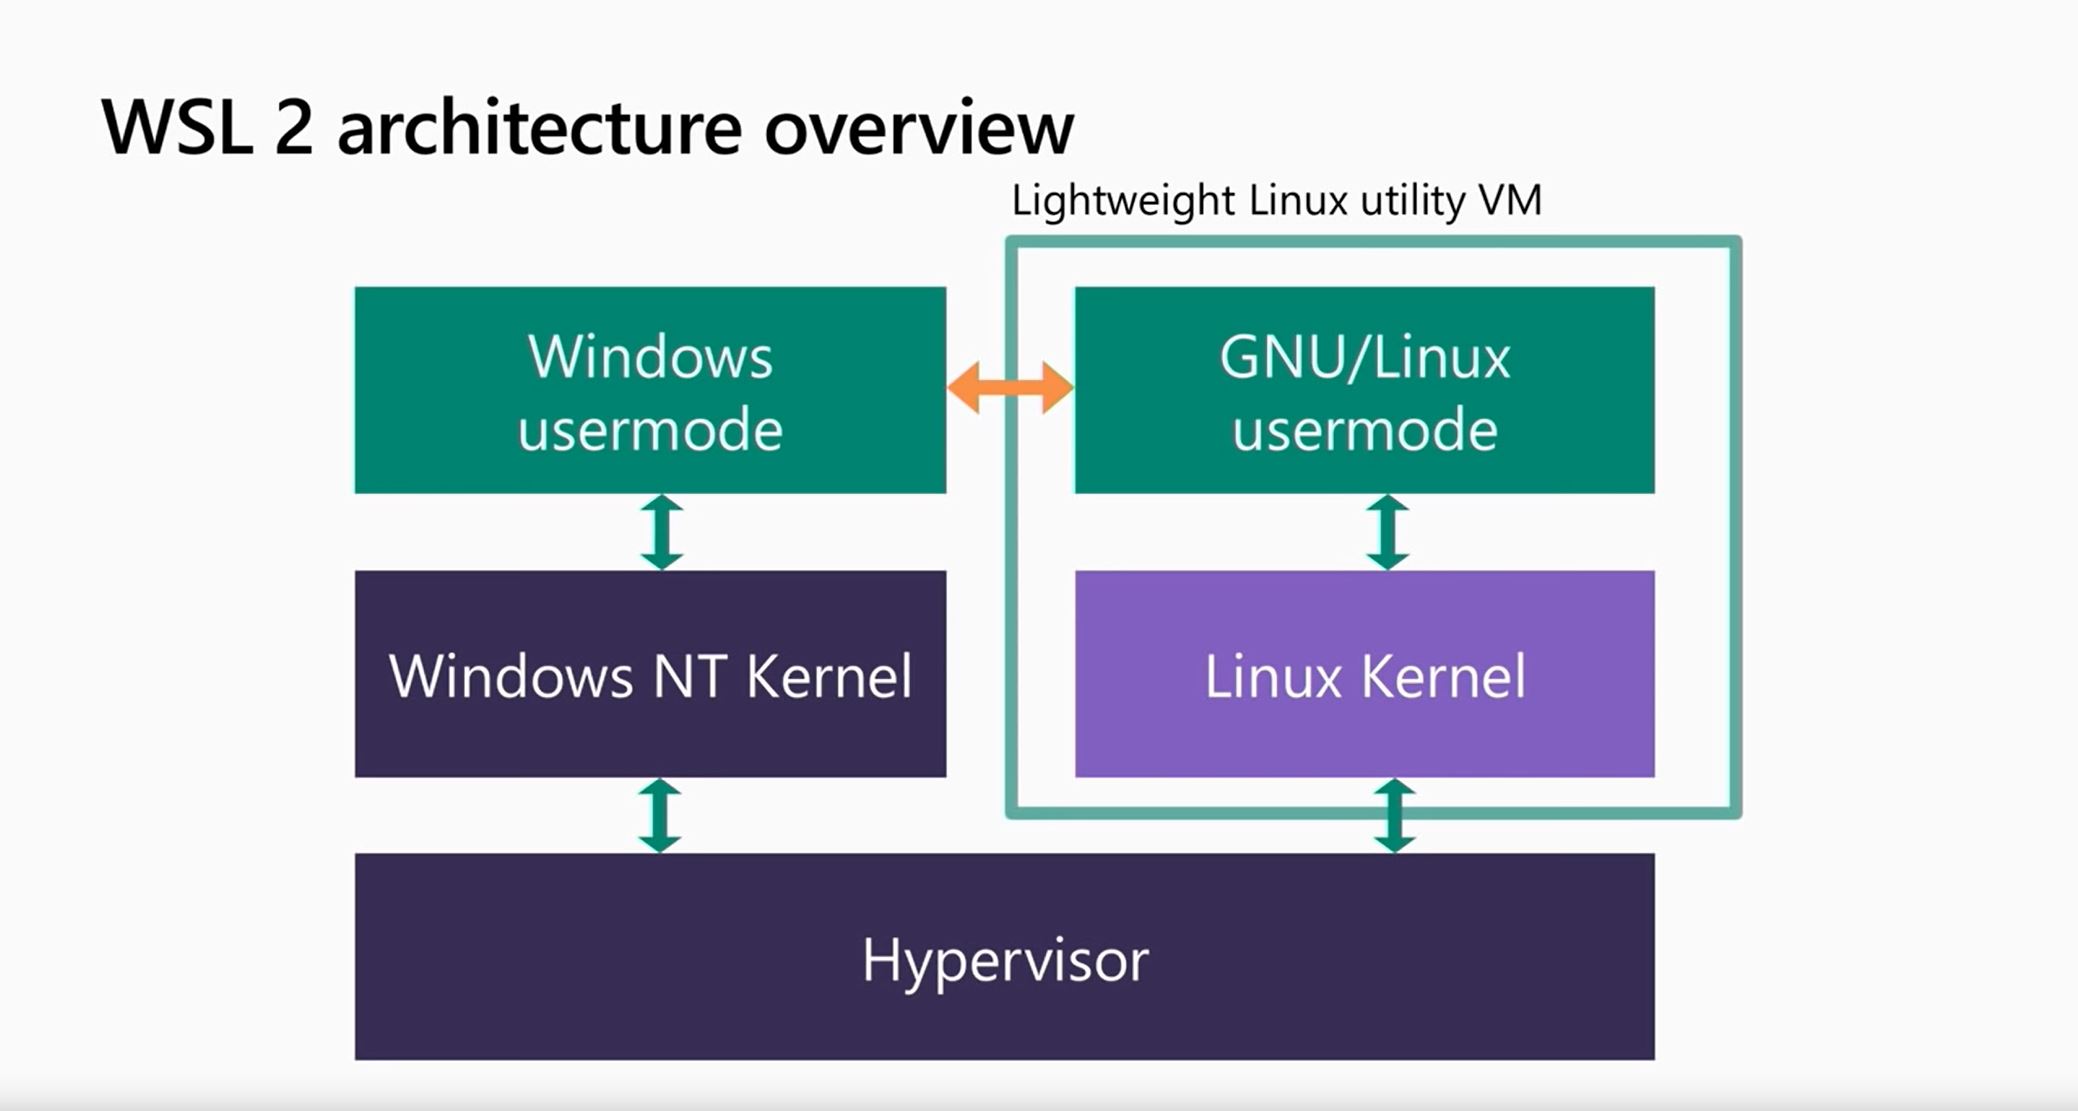 WSL 2 architecture overview
Lightweight Linux utility VM
Windows
usermode
GNU/Linux
usermode
Windows NT Kernel
Linux Kernel
Hypervisor